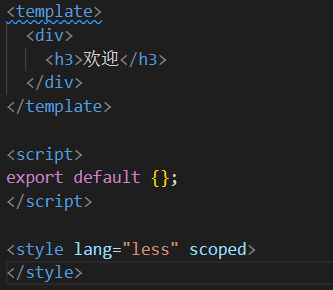 <template>
  <div>
    <h3>欢迎</h3>
  </div>
</template>

<script>
export default {};
</script>

<style lang="less" scoped>
</style>